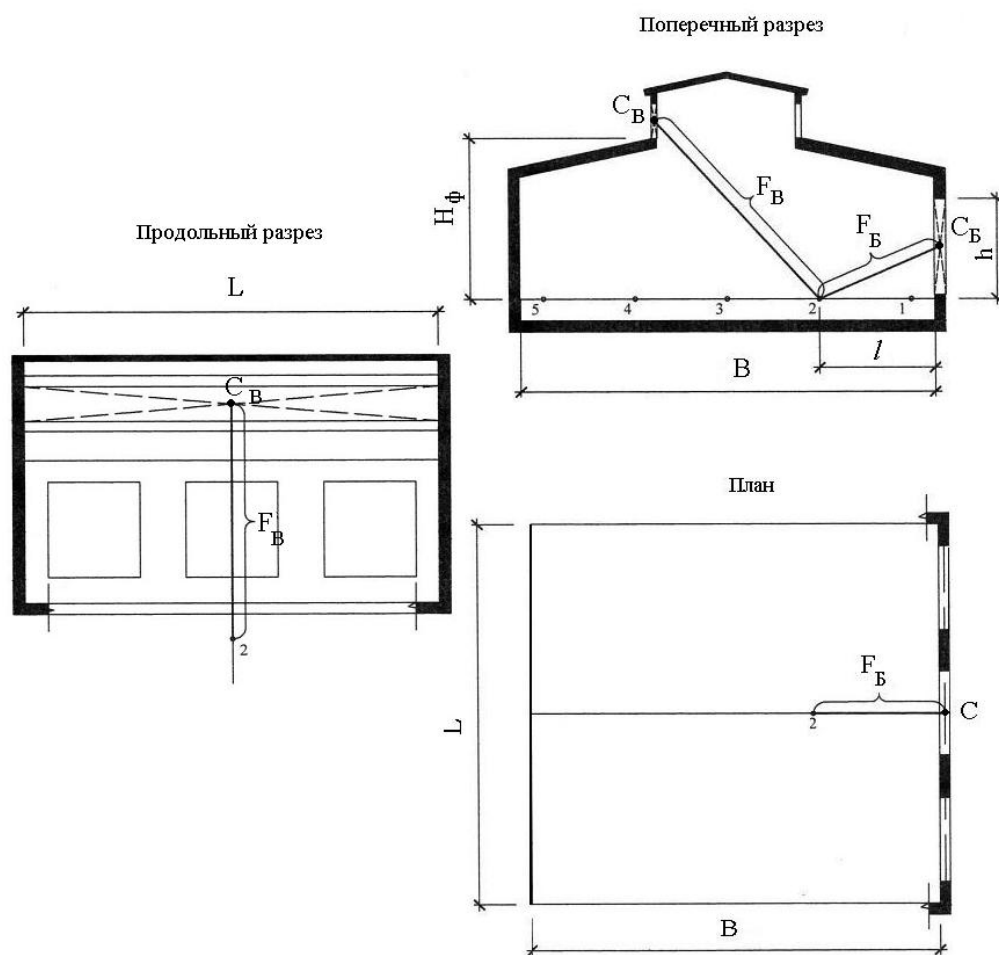 Поперечный разрез
C В
F В
F Б
C Б
H ф
h
5 4 3 2 1
l
B
Продольный разрез
L
C В
F В
2
План
L
F Б
2
C
B